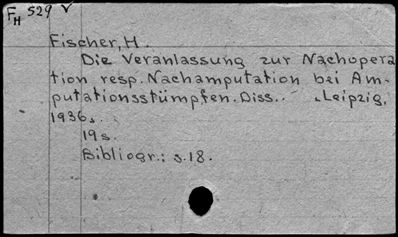 FH 529 V
Fischer, H.
Die Veranlassung zur Nachopera
tion resp. Nachamputation bei Am-
putationsstümpfen. Diss.. Leipzig,
1936.
19 s.
Bibliogr.: s. 18.